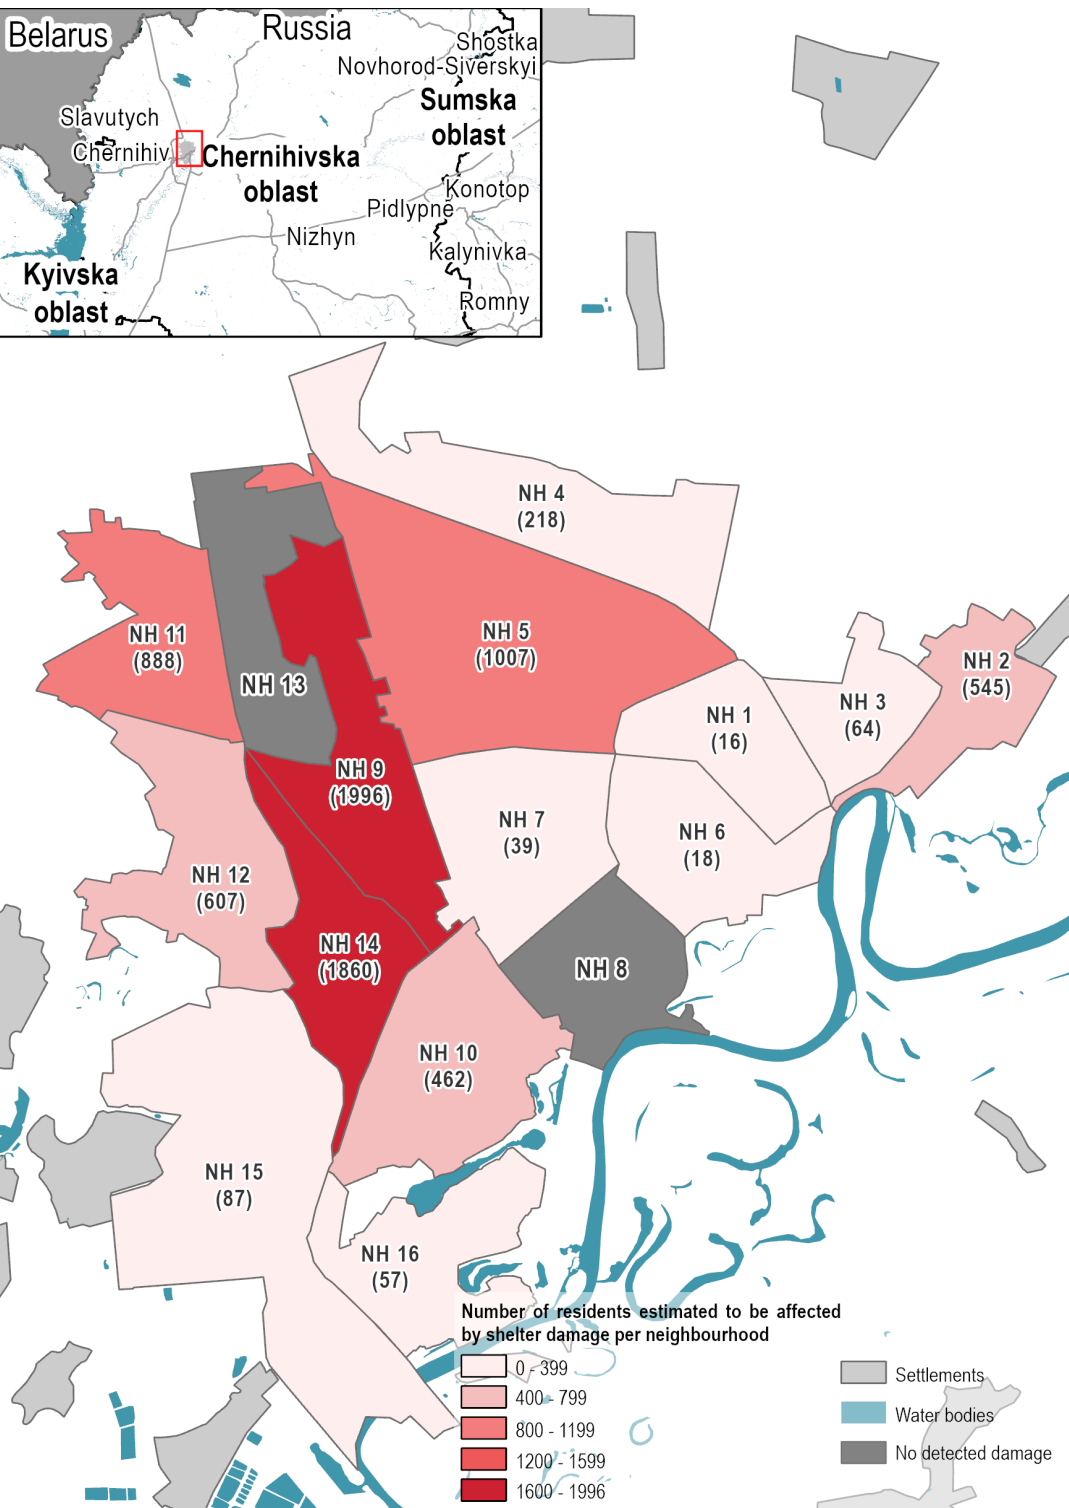 Belarus
Russia
Shostka
Novhorod-Siverskyi
Sumska
oblast
Slavutych
Chernihiv
Chernihivska
oblast
Konotop
Pidlypne
Nizhyn
Kalynivka
Kyivska
oblast
Romny
NH 4
(218)
NH 11
(888)
NH 5
(1007)
NH 2
(545)
NH 13
NH 3
(64)
NH 1
(16)
NH 9
(1996)
NH 7
(39)
NH 6
(18)
NH 12
(607)
NH 14
(1860)
NH 8
NH 10
(462)
NH 15
(87)
NH 16
(57)
Number of residents estimated to be affected
by shelter damage per neighbourhood
0 - 399
400 - 799
800 - 1199
1200 - 1599
1600 - 1996
Settlements
Water bodies
No detected damage